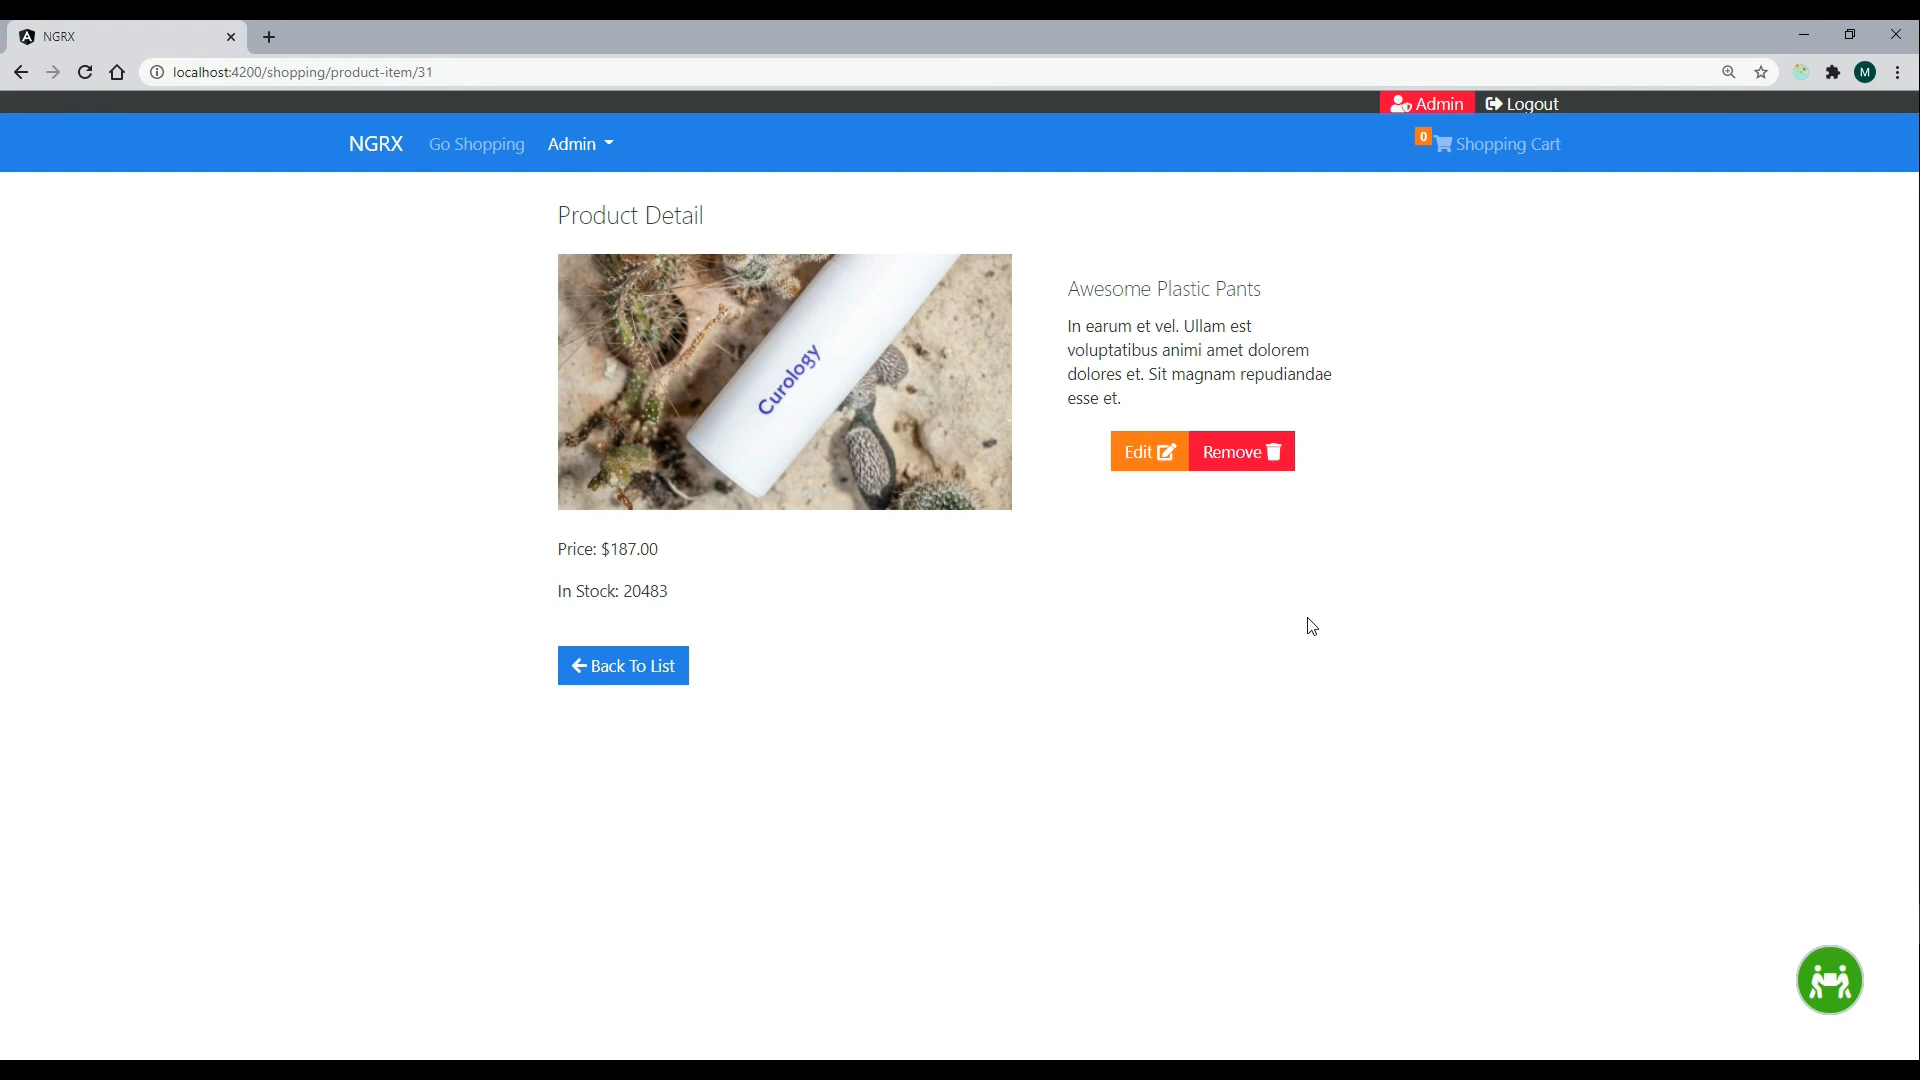 NGRX
localhost:4200/shopping/product-item/31
M
Admin
Logout
NGRX
Go Shopping
Admin
0
Shopping Cart
Product Detail
Curology
Awesome Plastic Pants
In earum et vel. Ullam est
voluptatibus animi amet dolorem
dolores et. Sit magnam repudiandae
esse et.
Edit
Remove
Price: $187.00
In Stock: 20483
Back To List